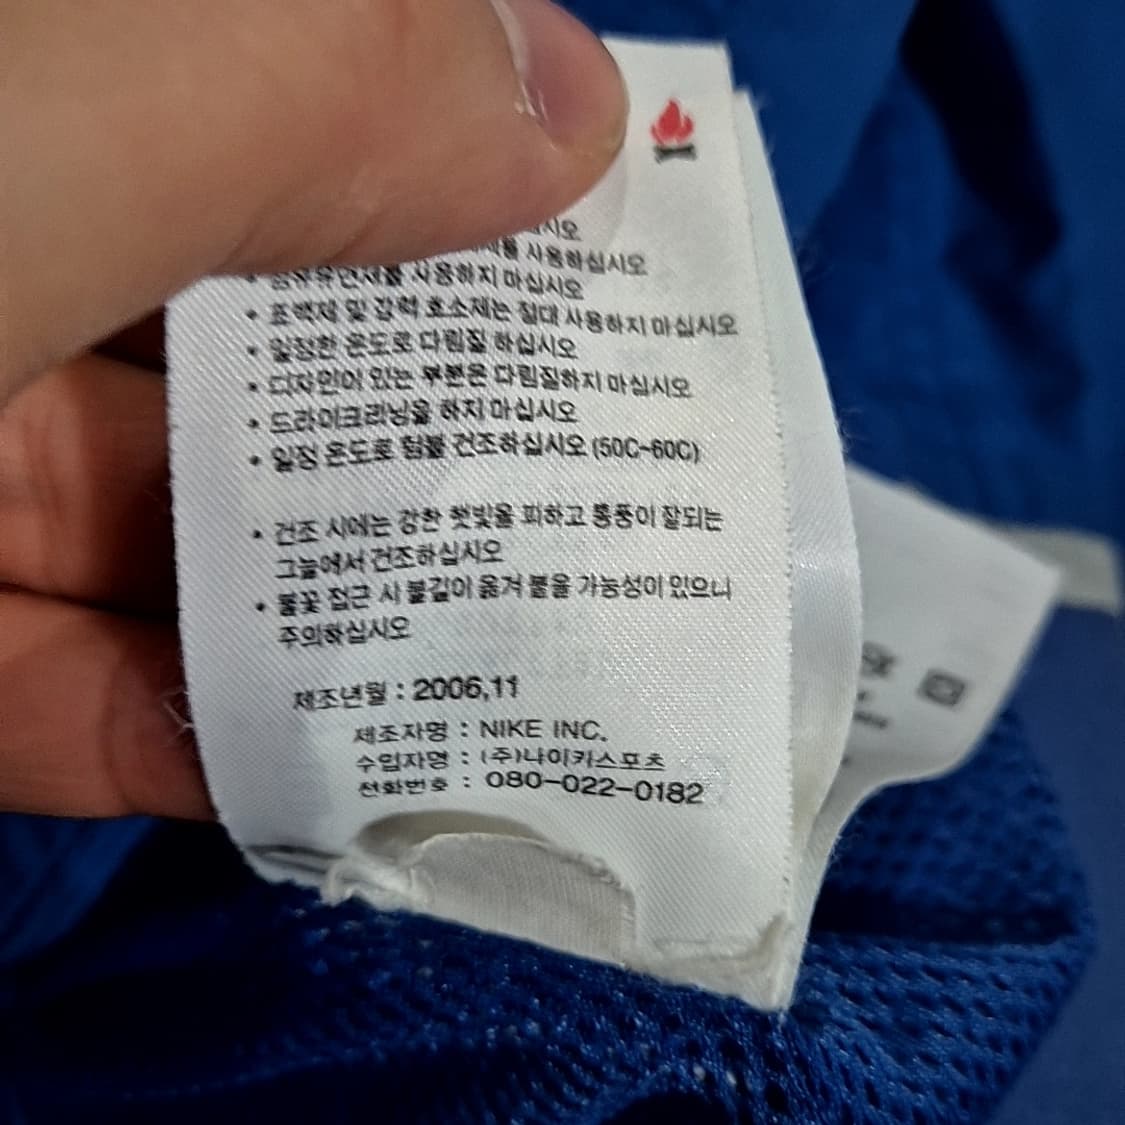 사용하십시오
사용하지 마십시오
• 표백제 및 강력 효소제는 절대 사용하지 마십시오
• 일정한 온도로 다림질 하십시오
• 디자인이 있는 부분은 다림질하지 마십시오
• 드라이크리닝을 하지 마십시오
• 일정 온도로 텀블 건조하십시오 (50C-60C)
• 건조 시에는 강한 햇빛을 피하고 통풍이 잘되는
그늘에서 건조하십시오
• 불꽃 접근 시 불길이 옮겨 붙을 가능성이 있으니
주의하십시오
제조년월 : 2006,11
제조자명 : NIKE INC.
수입자명 : (주)나이키스포츠
전화번호 : 080-022-0182